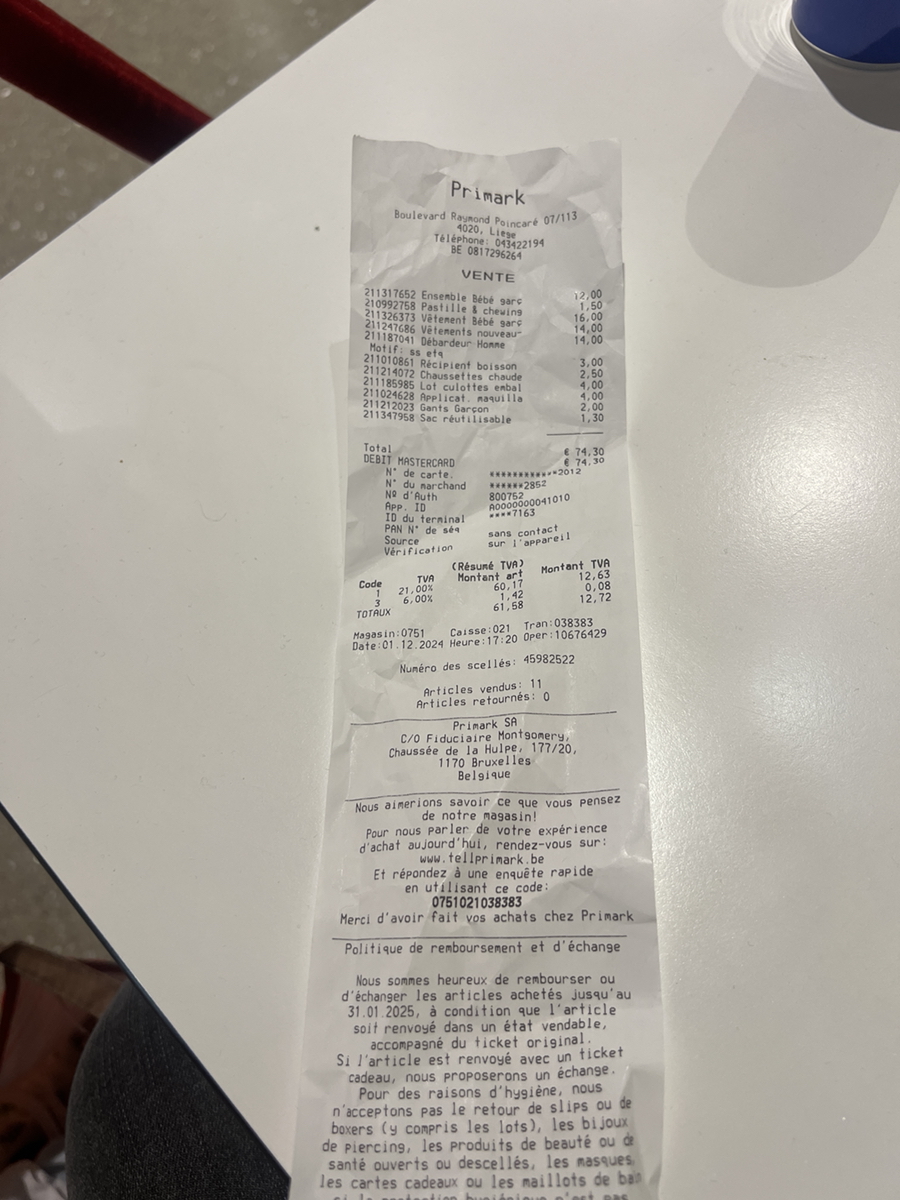 Primark
Boulevard Raymond Poincaré 07/113
4020, Liege
Téléphone: 043422194
BE 0817296264
VENTE
211317652 Ensemble Bébé garç 12,00
210992758 Pastille & chewing 1,50
211326373 Vêtement Bébé garç 16,00
211247686 Vêtements nouveau- 14,00
211187041 Débardeur Homme 14,00
Motif: ss etq
211010861 Récipient boisson 3,00
211214072 Chaussettes chaude 2,50
211185985 Lot culottes embal 4,00
211024628 Applicat. maquilla 4,00
211212023 Gants Garçon 2,00
211347958 Sac réutilisable 1,30
Total € 74,30
DEBIT MASTERCARD € 74,30
N° de carte. ************2012
N° du marchand ******2852
Nº d'Auth 800752
App. ID A0000000041010
ID du terminal ****7163
PAN N° de séq
Source sans contact
Vérification sur l'appareil
(Résumé TVA)
Code TVA Montant art Montant TVA
1 21,00% 60,17 12,63
3 6,00% 1,42 0,08
TOTAUX 61,58 12,72
Magasin:0751 Caisse:021 Tran:038383
Date:01.12.2024 Heure:17:20 Oper:10676429
Numéro des scellés: 45982522
Articles vendus: 11
Articles retournés: 0
Primark SA
C/O Fiduciaire Montgomery,
Chaussée de la Hulpe, 177/20,
1170 Bruxelles
Belgique
Nous aimerions savoir ce que vous pensez
de notre magasin!
Pour nous parler de votre expérience
d'achat aujourd'hui, rendez-vous sur:
www.tellprimark.be
Et répondez à une enquête rapide
en utilisant ce code:
0751021038383
Merci d'avoir fait vos achats chez Primark
Politique de remboursement et d'échange
Nous sommes heureux de rembourser ou
d'échanger les articles achetés jusqu'au
31.01.2025, à condition que l'article
soit renvoyé dans un état vendable,
accompagné du ticket original.
Si l'article est renvoyé avec un ticket
cadeau, nous proposerons un échange.
Pour des raisons d'hygiène, nous
n'acceptons pas le retour de slips ou de
boxers (y compris les lots), les bijoux
de piercing, les produits de beauté ou de
santé ouverts ou descellés, les masques,
les cartes cadeaux ou les maillots de bain